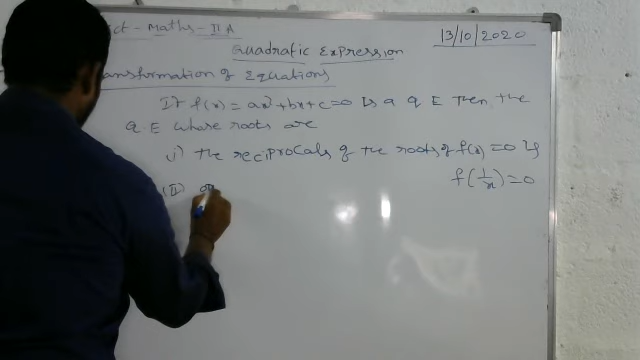 ct - Maths - II A
13/10/2020
Quadratic Expression
ansformation of Equations
If f(x) = ax² + bx + c = 0 is a Q E Then the
Q E whose roots are
(i) the reciprocals of the roots of f(x) = 0 is
f(1/x) = 0
(II)